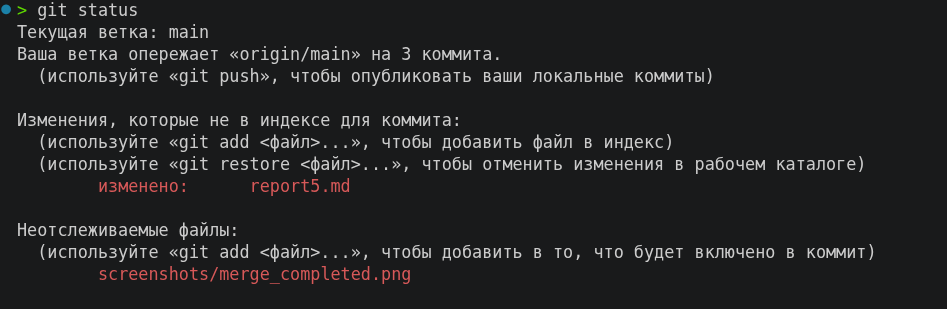 > git status
Текущая ветка: main
Ваша ветка опережает «origin/main» на 3 коммита.
(используйте «git push», чтобы опубликовать ваши локальные коммиты)
Изменения, которые не в индексе для коммита:
(используйте «git add <файл>...», чтобы добавить файл в индекс)
(используйте «git restore <файл>...», чтобы отменить изменения в рабочем каталоге)
изменено:      report5.md
Неотслеживаемые файлы:
(используйте «git add <файл>...», чтобы добавить в то, что будет включено в коммит)
screenshots/merge_completed.png